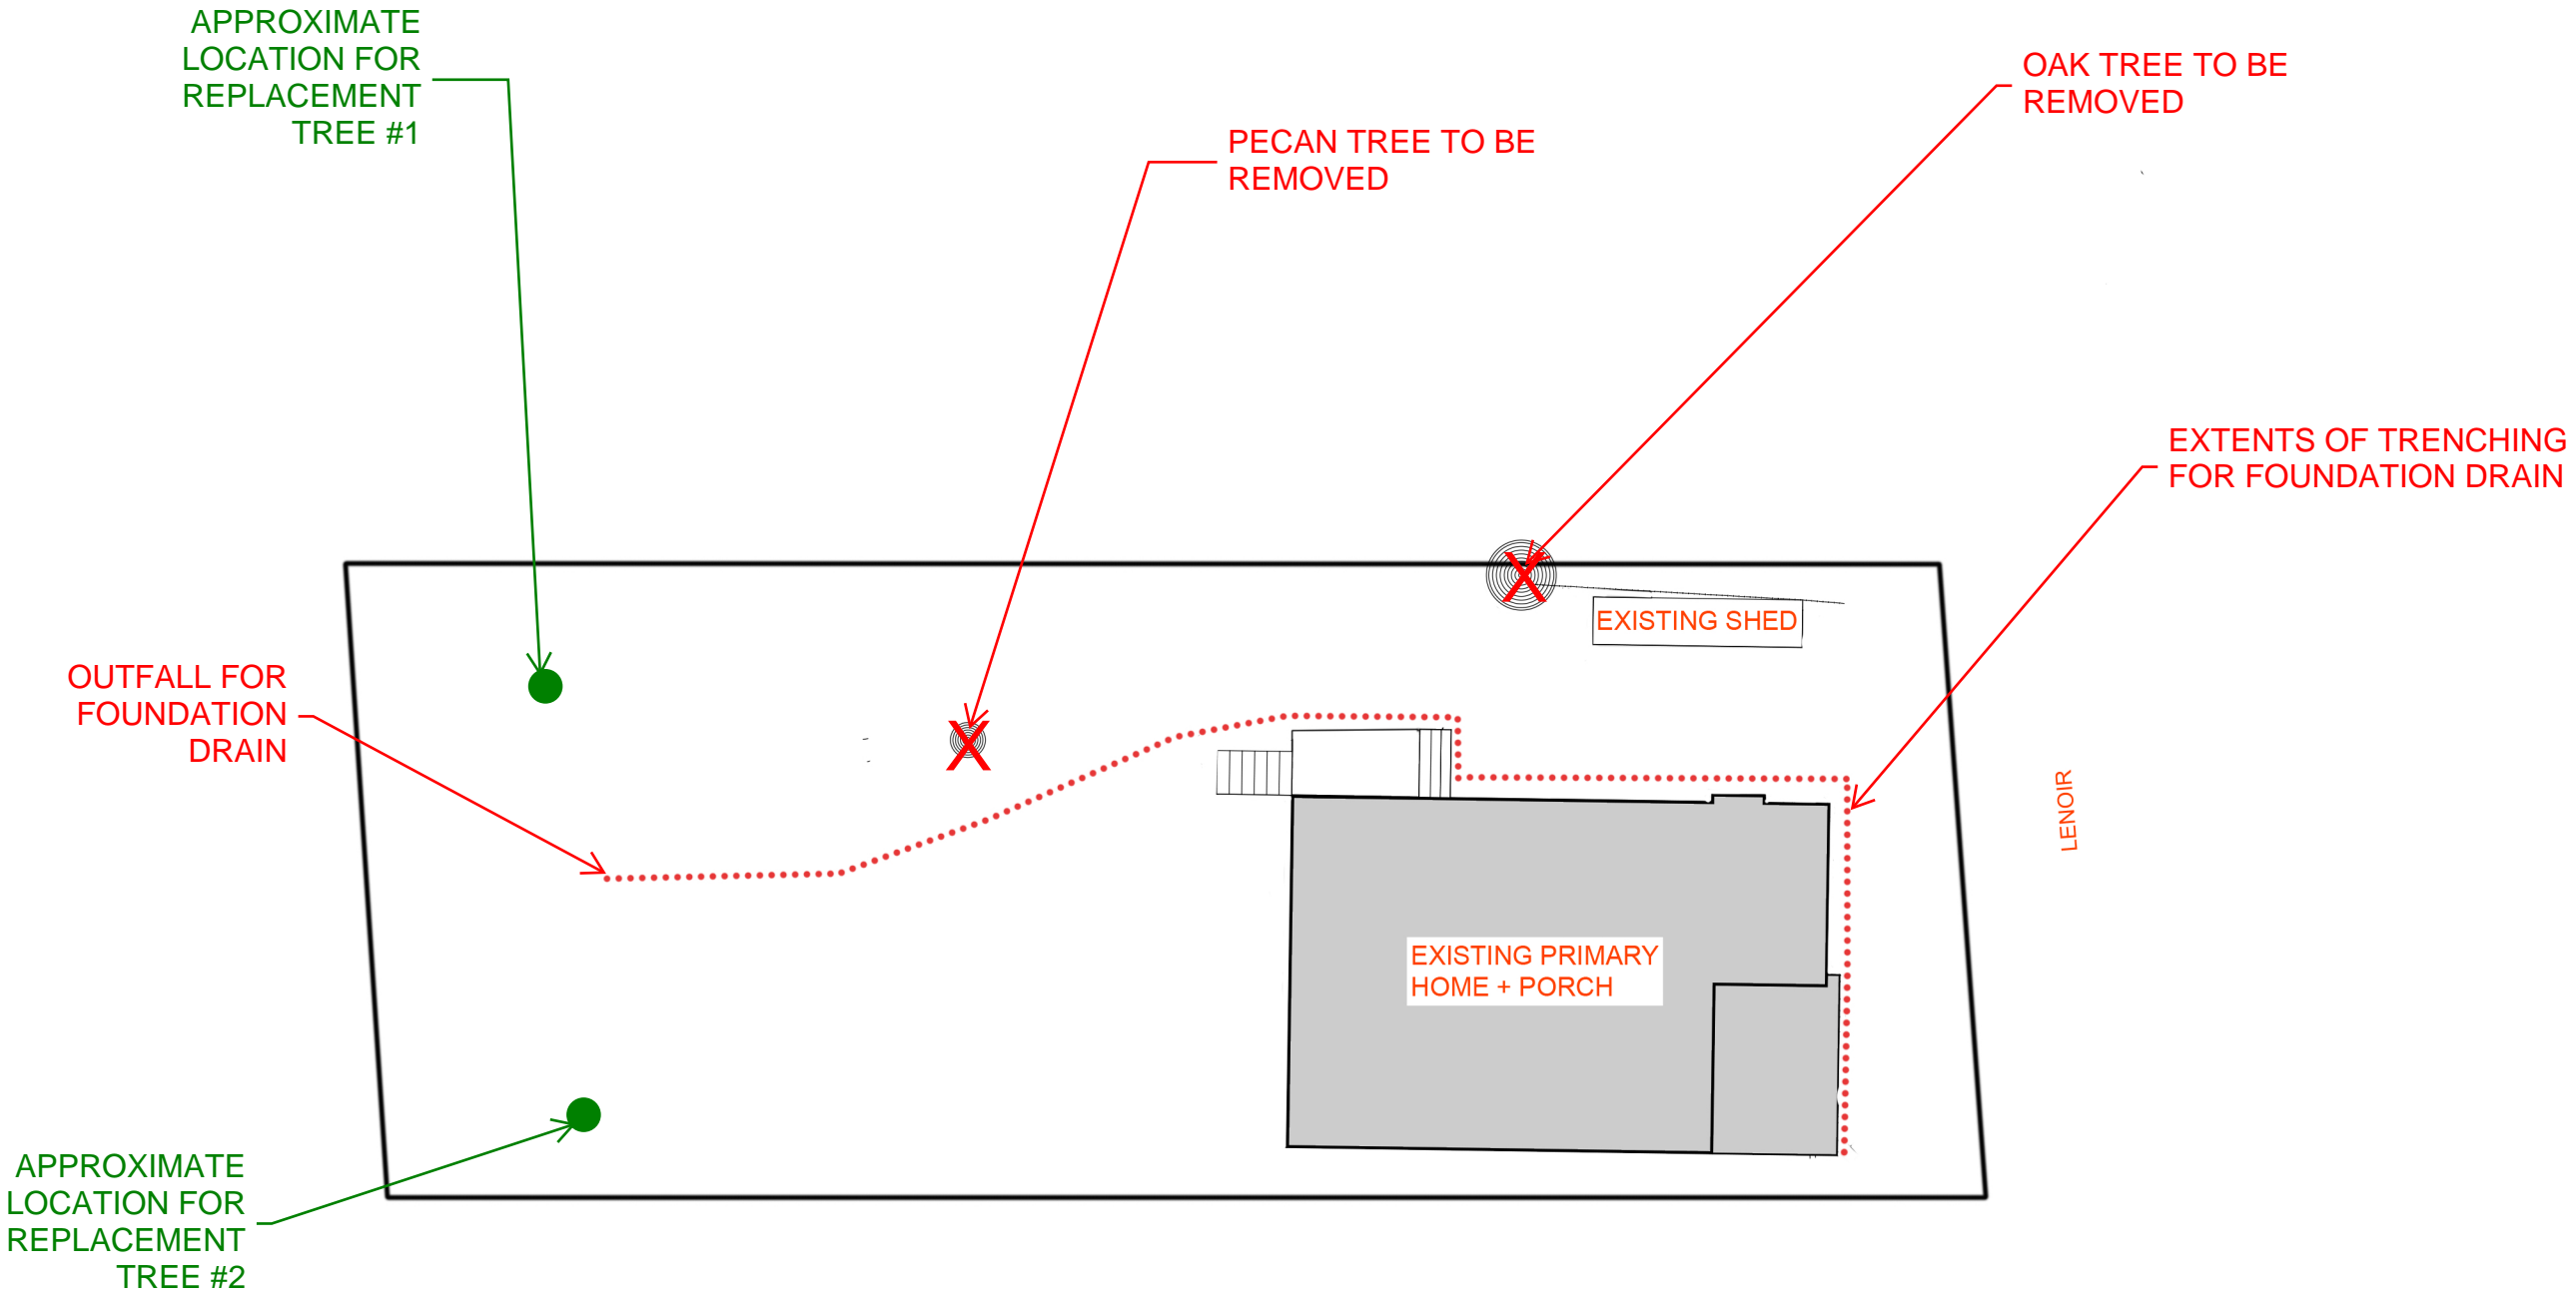 APPROXIMATE
LOCATION FOR
REPLACEMENT
TREE #1
OAK TREE TO BE
REMOVED
PECAN TREE TO BE
REMOVED
EXTENTS OF TRENCHING
FOR FOUNDATION DRAIN
EXISTING SHED
OUTFALL FOR
FOUNDATION
DRAIN
LENOIR
EXISTING PRIMARY
HOME + PORCH
APPROXIMATE
LOCATION FOR
REPLACEMENT
TREE #2